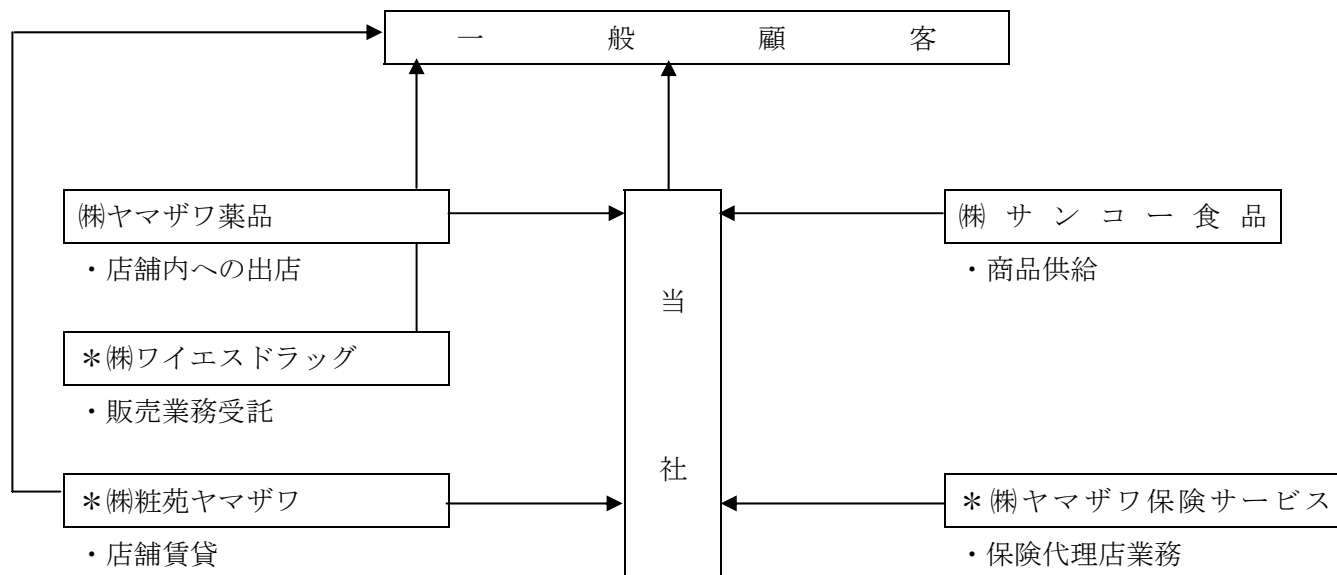 一般顧客
㈱ヤマザワ薬品
・店舗内への出店
＊㈱ワイエスドラッグ
・販売業務受託
＊㈱粧苑ヤマザワ
・店舗賃貸
当社
㈱サンコー食品
・商品供給
＊㈱ヤマザワ保険サービス
・保険代理店業務